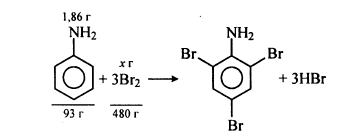 1,86 г
NH₂
x г
+ 3Br₂
93 г
480 г
NH₂
Br
Br
Br
+ 3HBr